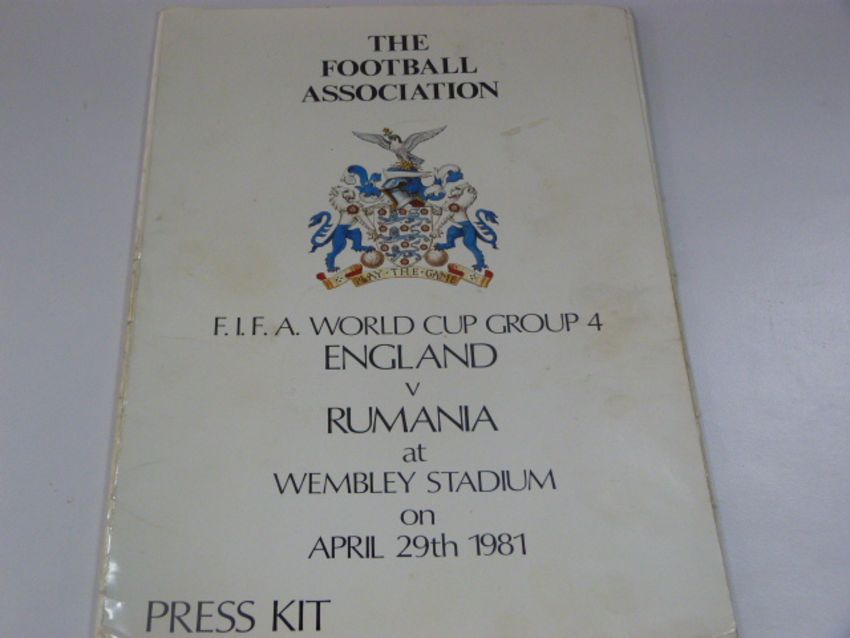 THE
FOOTBALL
ASSOCIATION
PLAY · THE · GAME
F. I. F. A. WORLD CUP GROUP 4
ENGLAND
v
RUMANIA
at
WEMBLEY STADIUM
on
APRIL 29th 1981
PRESS KIT